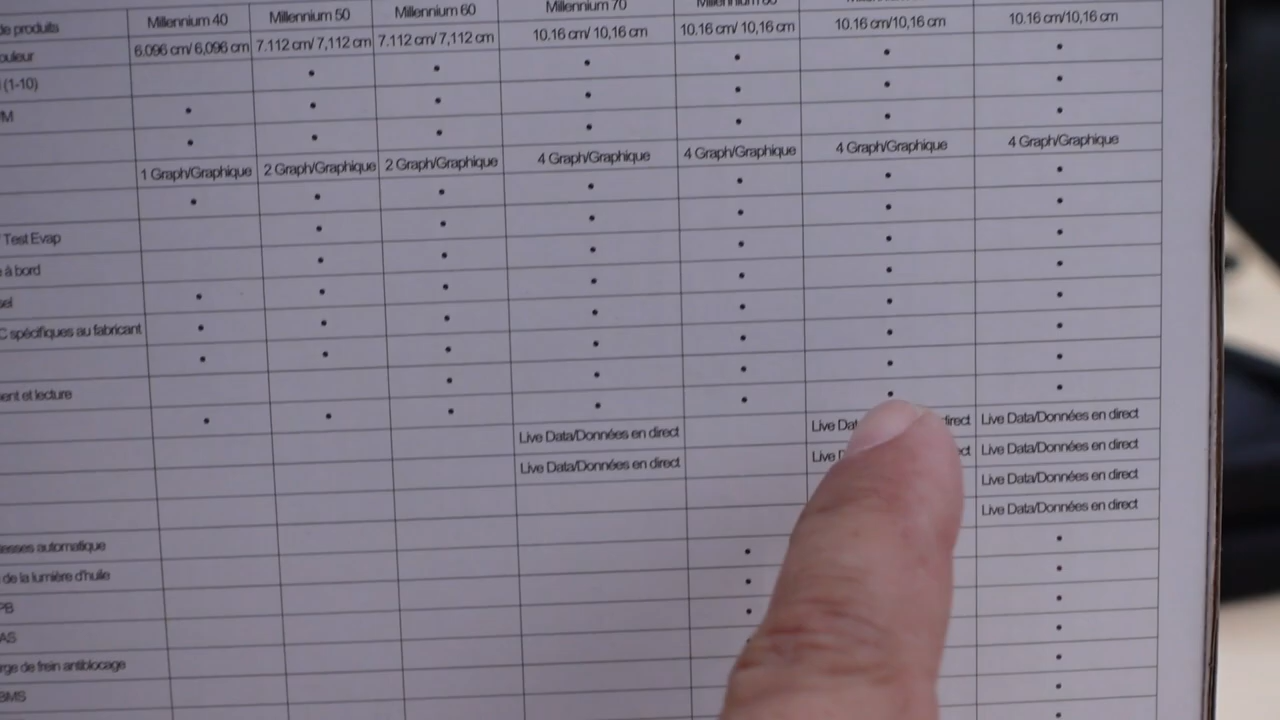 de produits Millennium 40 Millennium 50 Millennium 60 Millennium 70
ouleur 6.096 cm/ 6,096 cm 7.112 cm/ 7,112 cm 7.112 cm/ 7,112 cm 10.16 cm/ 10,16 cm 10.16 cm/ 10,16 cm 10.16 cm/10,16 cm 10.16 cm/10,16 cm
(1-10) • • • • • •
M • • • • • • •
• • • • • • •
1 Graph/Graphique 2 Graph/Graphique 2 Graph/Graphique 4 Graph/Graphique 4 Graph/Graphique 4 Graph/Graphique 4 Graph/Graphique
• • • • • • •
Test Evap • • • • • •
à bord • • • • • •
sel • • • • • • •
C spécifiques au fabricant • • • • • • •
• • • • • • •
ent et lecture • • • • •
• • • • • • •
Live Data/Données en direct Live Dat direct Live Data/Données en direct
Live Data/Données en direct Live D ct Live Data/Données en direct
Live Data/Données en direct
Live Data/Données en direct
esses automatique • •
de la lumière d'huile • •
PB • •
AS •
rge de frein antiblocage •
BMS •
•